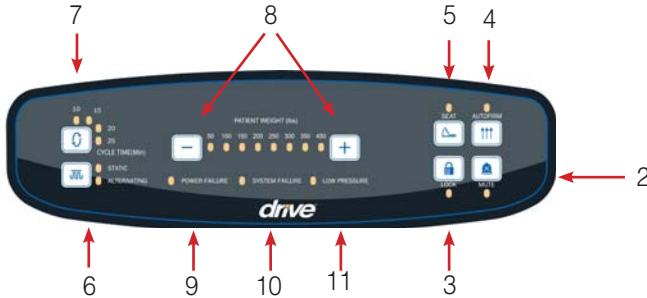 7
8
5
4
10
15
20
25
CYCLE TIME(Min)
STATIC
ALTERNATING
PATIENT WEIGHT (lbs)
50 100 150 200 250 300 350 450
POWER FAILURE
SYSTEM FAILURE
LOW PRESSURE
SEAT
AUTOFIRM
LOCK
MUTE
drive
2
6
9
10
11
3